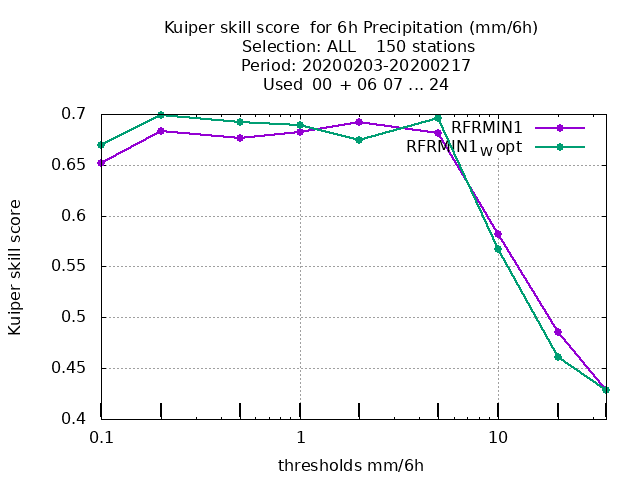 Kuiper skill score  for 6h Precipitation (mm/6h)
Selection: ALL    150 stations
Period: 20200203-20200217
Used  00 + 06 07 ... 24
RFRMIN1
RFRMIN1W opt
0.7
0.65
0.6
0.55
0.5
0.45
0.4
Kuiper skill score
0.1
1
10
thresholds mm/6h